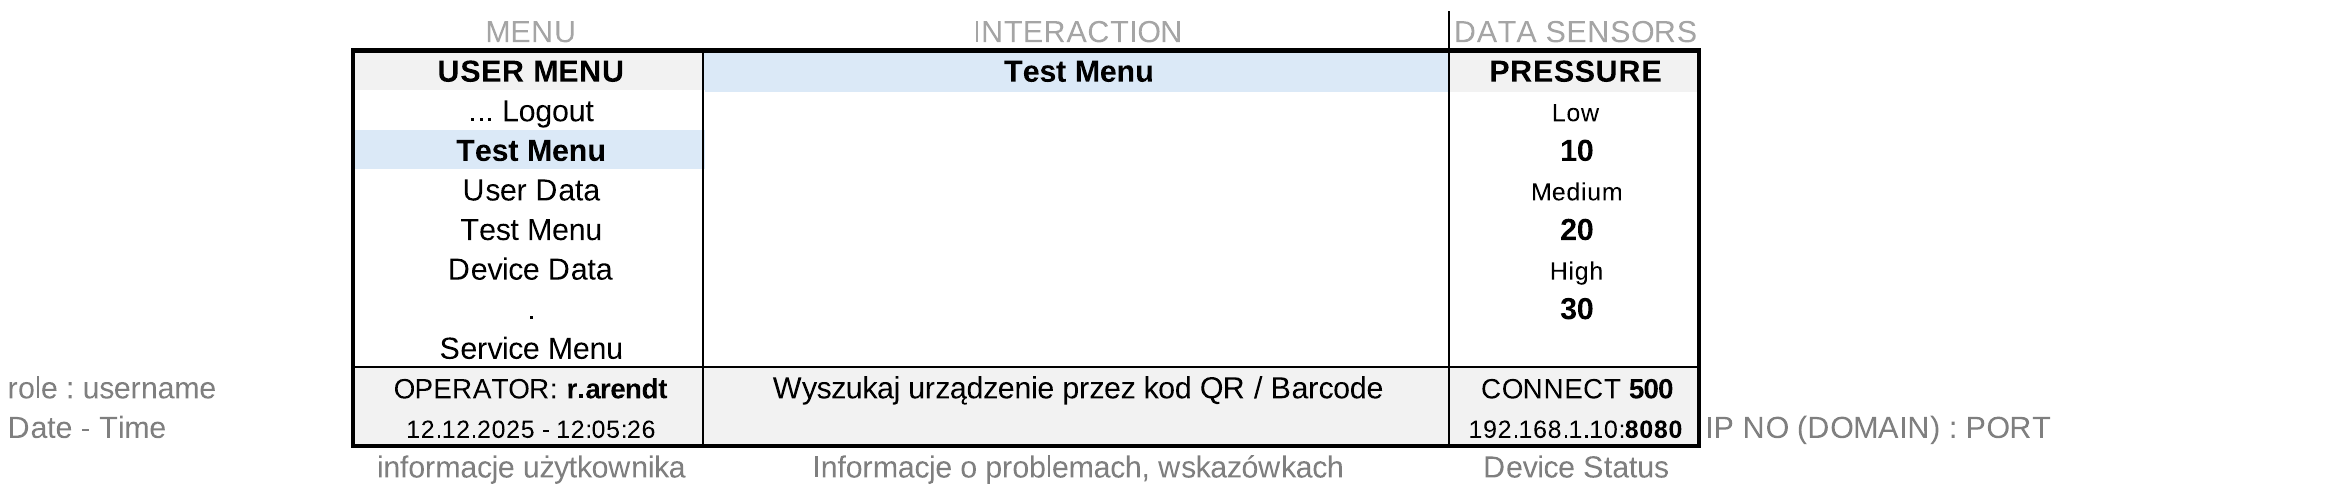 MENU INTERACTION DATA SENSORS
USER MENU Test Menu PRESSURE
... Logout Low
Test Menu 10
User Data Medium
Test Menu 20
Device Data High
. 30
Service Menu
role : username OPERATOR: r.arendt Wyszukaj urządzenie przez kod QR / Barcode CONNECT 500
Date - Time 12.12.2025 - 12:05:26 192.168.1.10:8080 IP NO (DOMAIN) : PORT
informacje użytkownika Informacje o problemach, wskazówkach Device Status